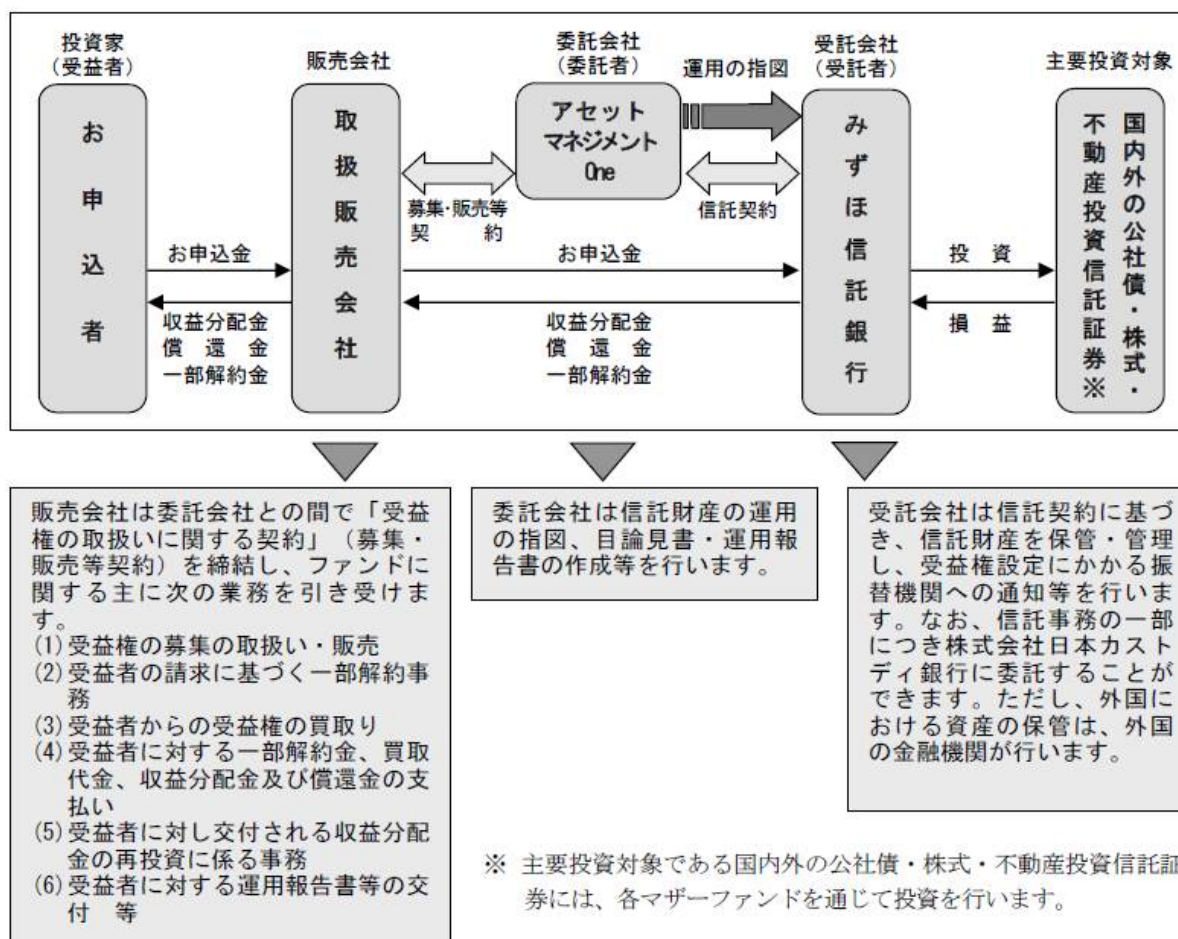 投資家
（受益者）
お申込者
販売会社
取扱販売会社
委託会社
（委託者）
アセット
マネジメント
One
運用の指図
受託会社
（受託者）
みずほ信託銀行
主要投資対象
国内外の公社債・株式・
不動産投資信託証券※
募集・販売等
契　　約
信託契約
お申込金
収益分配金
償　還　金
一部解約金
お申込金
収益分配金
償　還　金
一部解約金
投　資
損　益
販売会社は委託会社との間で「受益
権の取扱いに関する契約」（募集・
販売等契約）を締結し、ファンドに
関する主に次の業務を引き受けま
す。
(1)受益権の募集の取扱い・販売
(2)受益者の請求に基づく一部解約事
務
(3)受益者からの受益権の買取り
(4)受益者に対する一部解約金、買取
代金、収益分配金及び償還金の支
払い
(5)受益者に対し交付される収益分配
金の再投資に係る事務
(6)受益者に対する運用報告書等の交
付　等
委託会社は信託財産の運用
の指図、目論見書・運用報
告書の作成等を行います。
受託会社は信託契約に基づ
き、信託財産を保管・管理
し、受益権設定にかかる振
替機関への通知等を行いま
す。なお、信託事務の一部
につき株式会社日本カスト
ディ銀行に委託することが
できます。ただし、外国に
おける資産の保管は、外国
の金融機関が行います。
※ 主要投資対象である国内外の公社債・株式・不動産投資信託証
券には、各マザーファンドを通じて投資を行います。